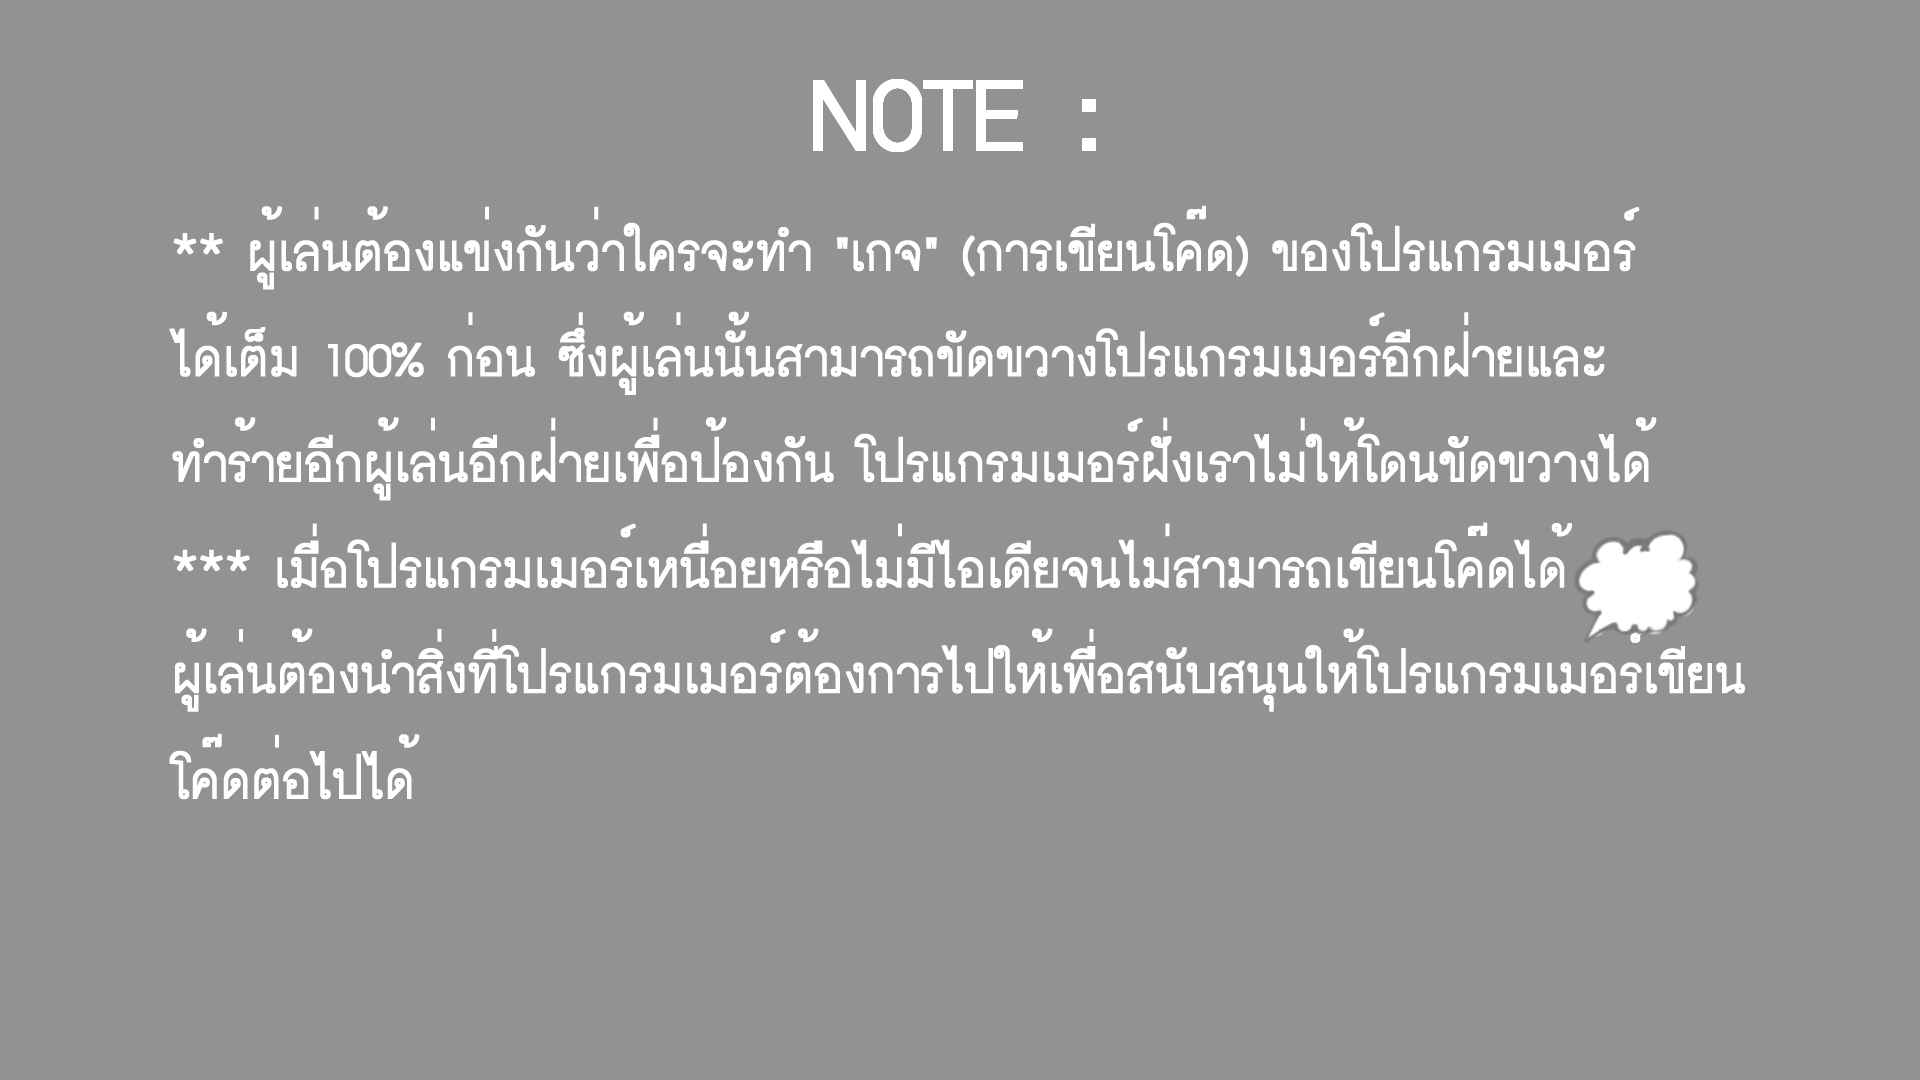 NOTE :
** ผู้เล่นต้องแข่งกันว่าใครจะทำ "เกจ" (การเขียนโค๊ด) ของโปรแกรมเมอร์
ได้เต็ม 100% ก่อน ซึ่งผู้เล่นนั้นสามารถขัดขวางโปรแกรมเมอร์อีกฝ่ายและ
ทำร้ายอีกผู้เล่นอีกฝ่ายเพื่อป้องกัน โปรแกรมเมอร์ฝั่งเราไม่ให้โดนขัดขวางได้
*** เมื่อโปรแกรมเมอร์เหนื่อยหรือไม่มีไอเดียจนไม่สามารถเขียนโค๊ดได้
ผู้เล่นต้องนำสิ่งที่โปรแกรมเมอร์ต้องการไปให้เพื่อสนับสนุนให้โปรแกรมเมอร์เขียน
โค๊ดต่อไปได้